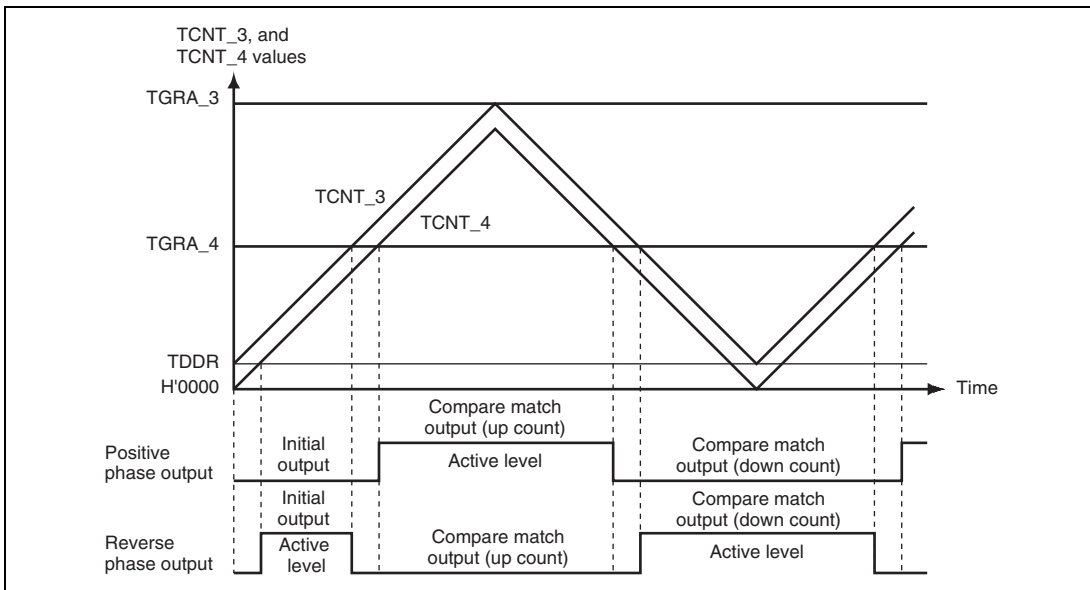 TCNT_3, and
TCNT_4 values
TGRA_3
TCNT_3
TCNT_4
TGRA_4
TDDR
H'0000
Time
Compare match
output (up count)
Positive
phase output
Initial
output
Active level
Compare match
output (down count)
Initial
output
Compare match
output (down count)
Reverse
phase output
Active
level
Compare match
output (up count)
Active level